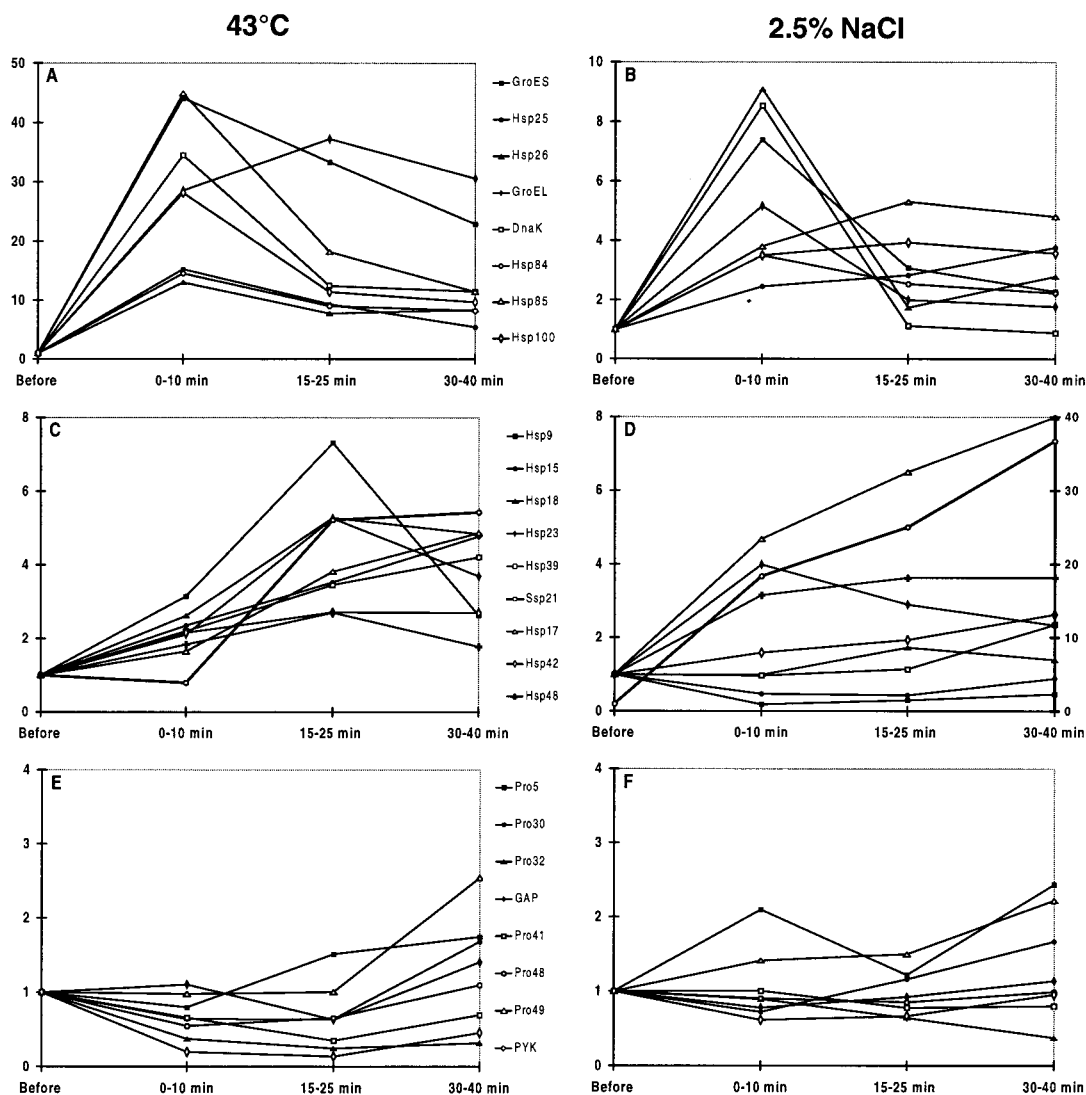 43°C
2.5% NaCl
A
50
40
30
20
10
0
Before
0-10 min
15-25 min
30-40 min
GroES
Hsp25
Hsp26
GroEL
DnaK
Hsp84
Hsp85
Hsp100
B
10
8
6
4
2
0
Before
0-10 min
15-25 min
30-40 min
C
8
6
4
2
0
Before
0-10 min
15-25 min
30-40 min
Hsp9
Hsp15
Hsp18
Hsp23
Hsp39
Ssp21
Hsp17
Hsp42
Hsp48
D
8
6
4
2
0
40
30
20
10
0
Before
0-10 min
15-25 min
30-40 min
E
4
3
2
1
0
Before
0-10 min
15-25 min
30-40 min
Pro5
Pro30
Pro32
GAP
Pro41
Pro48
Pro49
PYK
F
4
3
2
1
0
Before
0-10 min
15-25 min
30-40 min